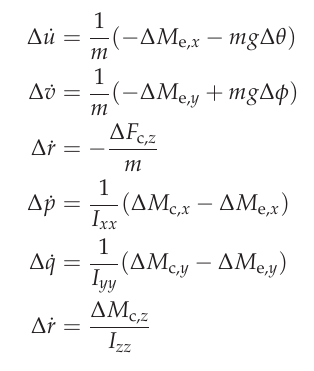 Δu̇ = 1/m (−ΔM_{e,x} − mgΔθ)
Δv̇ = 1/m (−ΔM_{e,y} + mgΔϕ)
Δṙ = −ΔF_{c,z}/m
Δṗ = 1/I_{xx} (ΔM_{c,x} − ΔM_{e,x})
Δq̇ = 1/I_{yy} (ΔM_{c,y} − ΔM_{e,y})
Δṙ = ΔM_{c,z}/I_{zz}